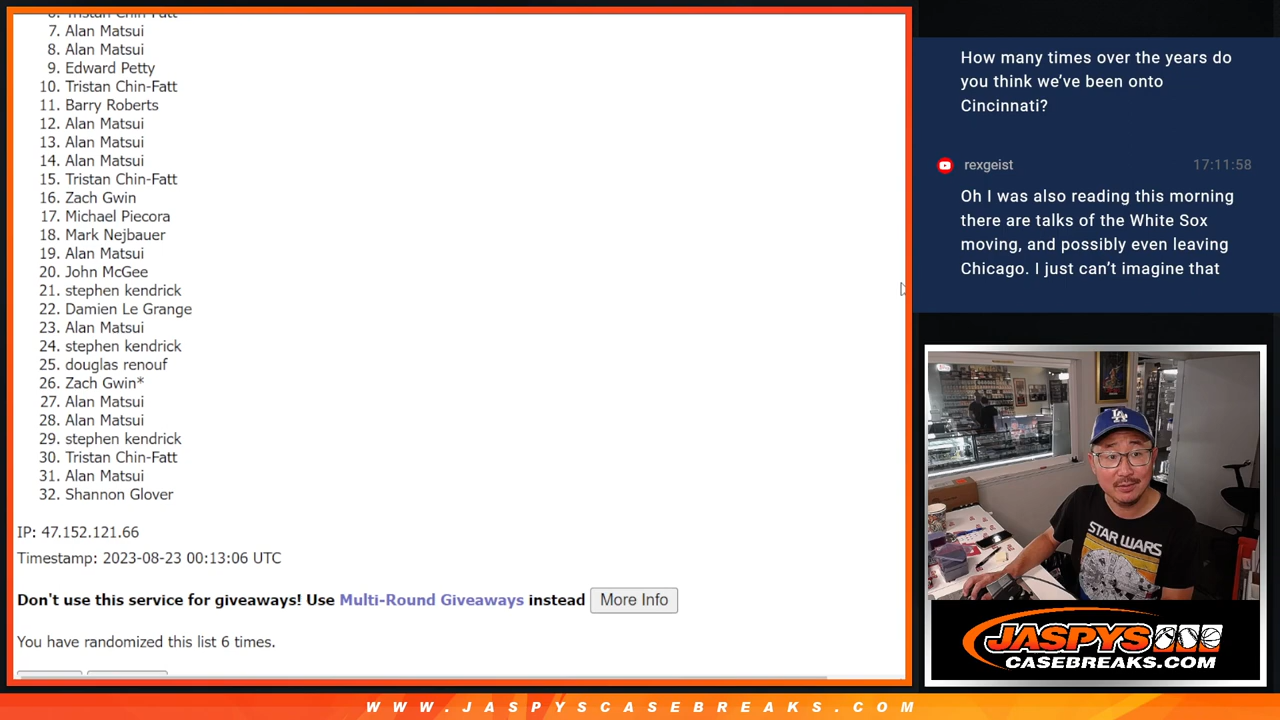 6. Tristan Chin-Fatt
7. Alan Matsui
8. Alan Matsui
9. Edward Petty
10. Tristan Chin-Fatt
11. Barry Roberts
12. Alan Matsui
13. Alan Matsui
14. Alan Matsui
15. Tristan Chin-Fatt
16. Zach Gwin
17. Michael Piecora
18. Mark Nejbauer
19. Alan Matsui
20. John McGee
21. stephen kendrick
22. Damien Le Grange
23. Alan Matsui
24. stephen kendrick
25. douglas renouf
26. Zach Gwin*
27. Alan Matsui
28. Alan Matsui
29. stephen kendrick
30. Tristan Chin-Fatt
31. Alan Matsui
32. Shannon Glover
IP: 47.152.121.66
Timestamp: 2023-08-23 00:13:06 UTC
Don't use this service for giveaways! Use Multi-Round Giveaways instead More Info
You have randomized this list 6 times.
How many times over the years do
you think we've been onto
Cincinnati?
rexgeist 17:11:58
Oh I was also reading this morning
there are talks of the White Sox
moving, and possibly even leaving
Chicago. I just can't imagine that
LA
STAR WARS
JASPYS
CASEBREAKS.COM
WWW.JASPYSCASEBREAKS.COM